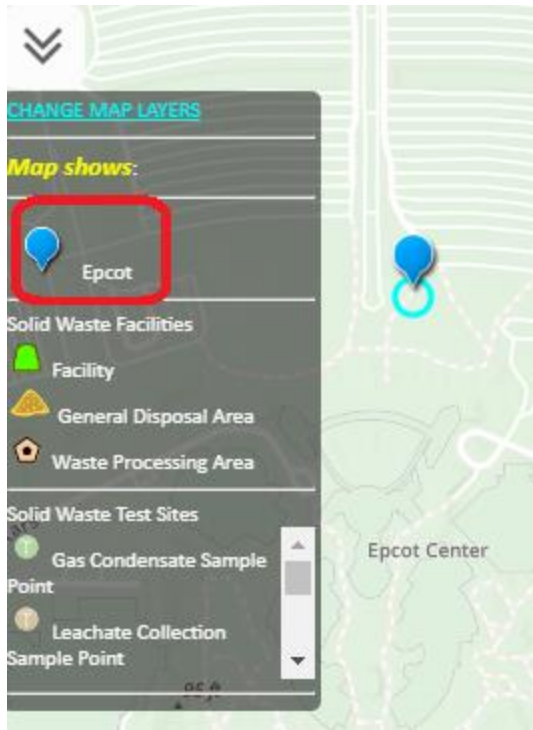 CHANGE MAP LAYERS
Map shows:
Epcot
Solid Waste Facilities
Facility
General Disposal Area
Waste Processing Area
Solid Waste Test Sites
Gas Condensate Sample
Point
Leachate Collection
Sample Point
Epcot Center